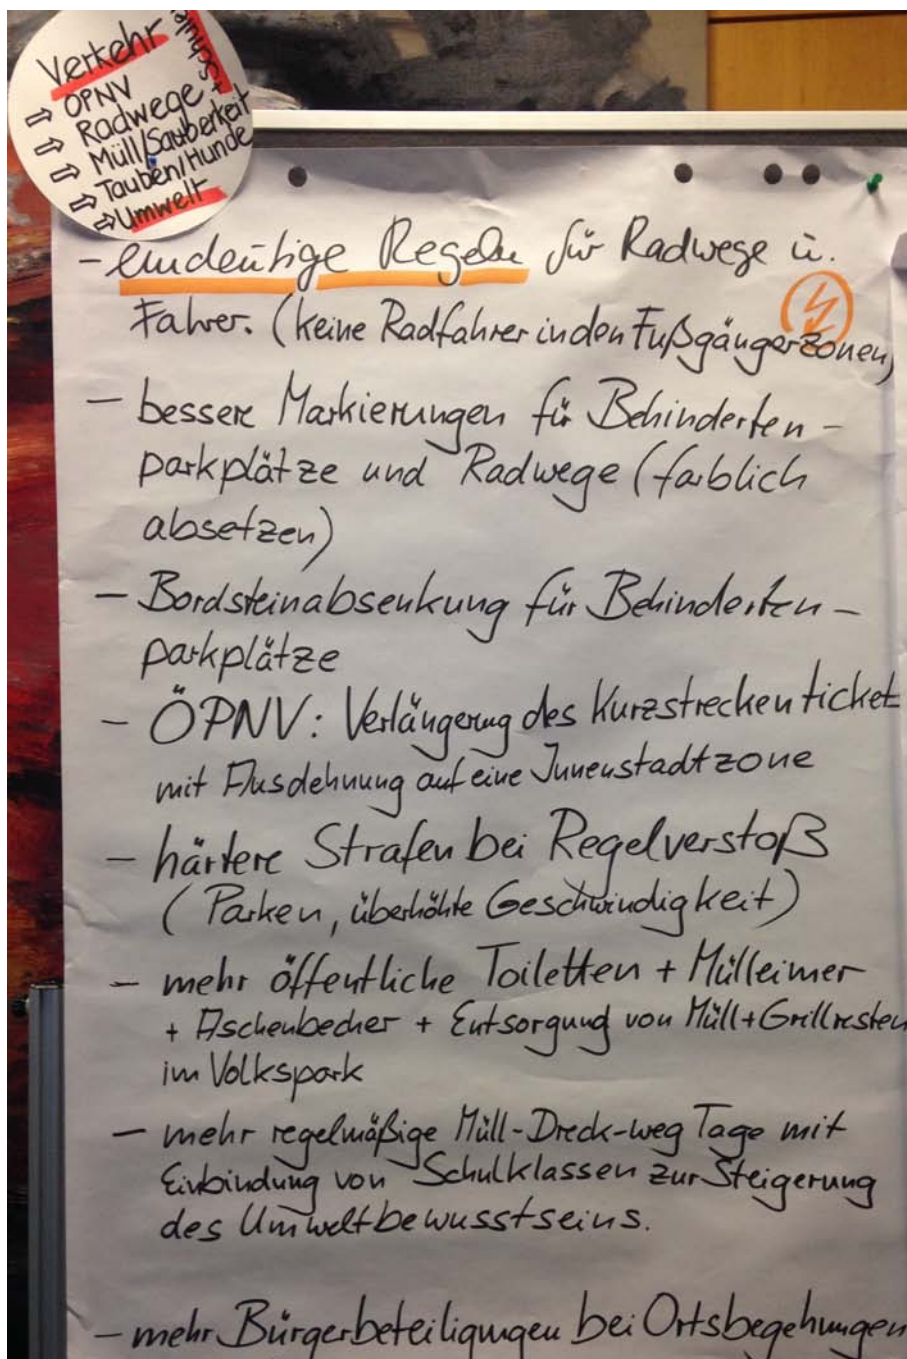 Verkehr
+ Schule
⇨ ÖPNV
⇨ Radwege +
⇨ Müll/Sauberkeit
⇨ Tauben/Hunde
⇨ Umwelt
- eindeutige Regeln für Radwege u.
Fahrer. (keine Radfahrer in den Fußgängerzonen)
- bessere Markierungen für Behinderten-
parkplätze und Radwege (farblich
absetzen)
- Bordsteinabsenkung für Behinderten-
parkplätze
- ÖPNV: Verlängerung des Kurzstreckenticket
mit Ausdehnung auf eine Innenstadtzone
- härtere Strafen bei Regelverstoß
(Parken, überhöhte Geschwindigkeit)
- mehr öffentliche Toiletten + Mülleimer
+ Aschenbecher + Entsorgung von Müll+Grillresten
im Volkspark
- mehr regelmäßige Müll-Dreck-weg Tage mit
Einbindung von Schulklassen zur Steigerung
des Umweltbewusstseins.
- mehr Bürgerbeteiligungen bei Ortsbegehungen